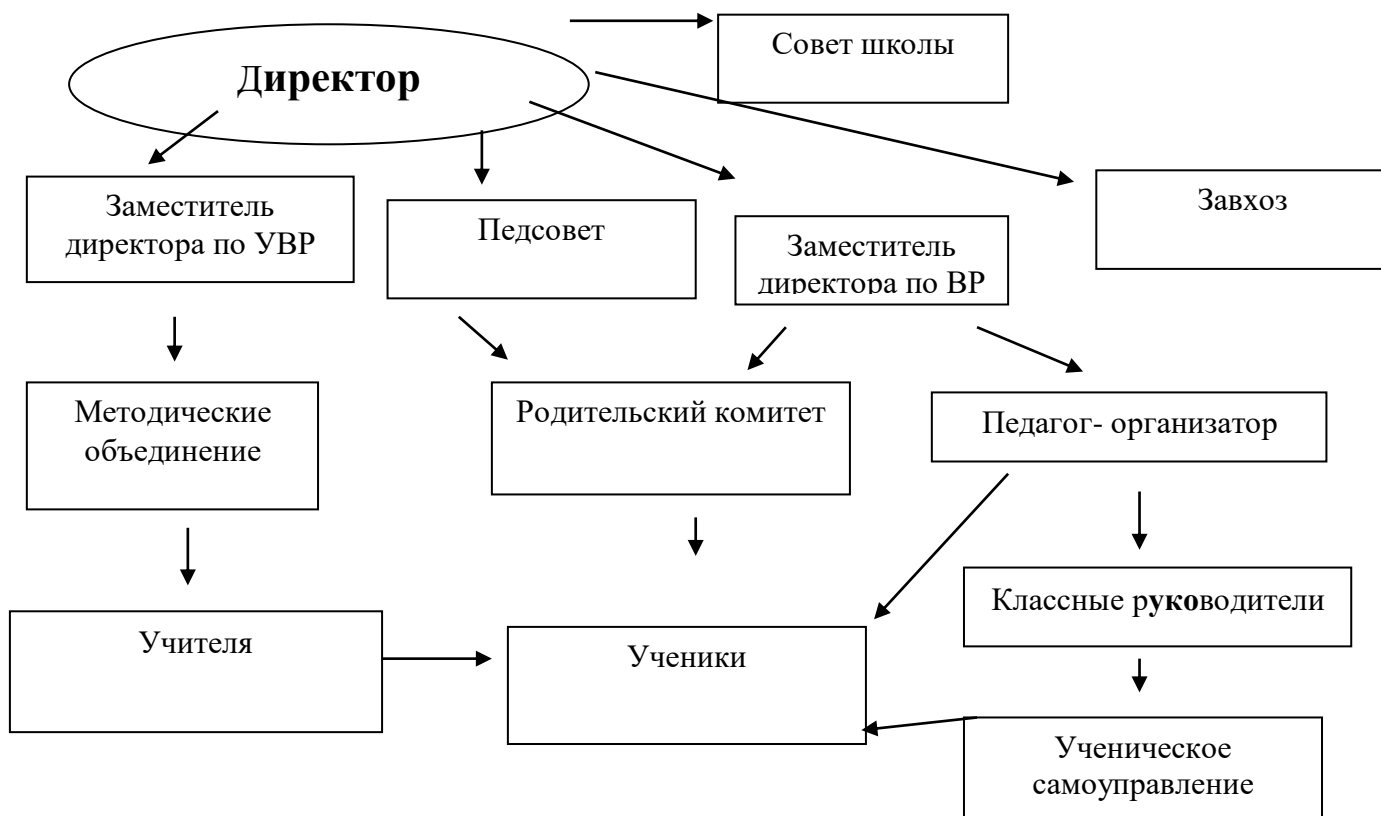 Совет школы
Директор
Завхоз
Заместитель
директора по УВР
Педсовет
Заместитель
директора по ВР
Методические
объединение
Родительский комитет
Педагог- организатор
Классные руководители
Учителя
Ученики
Ученическое
самоуправление